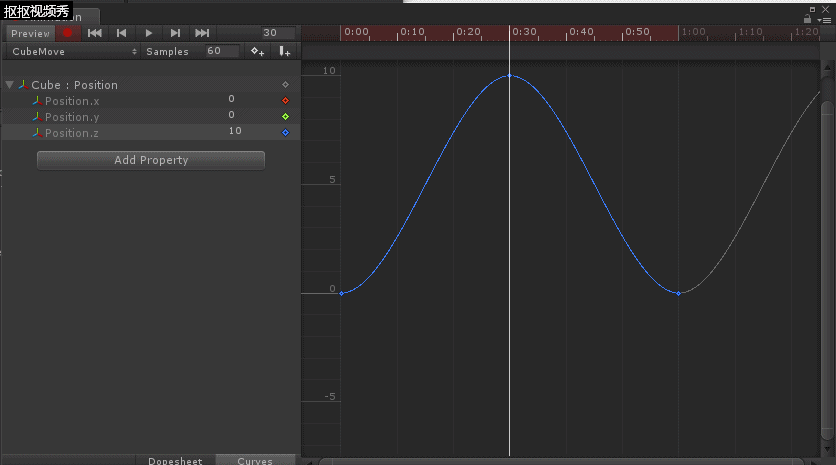 抠抠视频秀
Preview 30 0:00 0:10 0:20 0:30 0:40 0:50 1:00 1:10 1:20
CubeMove Samples 60
Cube : Position
Position.x 0
Position.y 0
Position.z 10
Add Property
10
5
0
-5
Dopesheet Curves